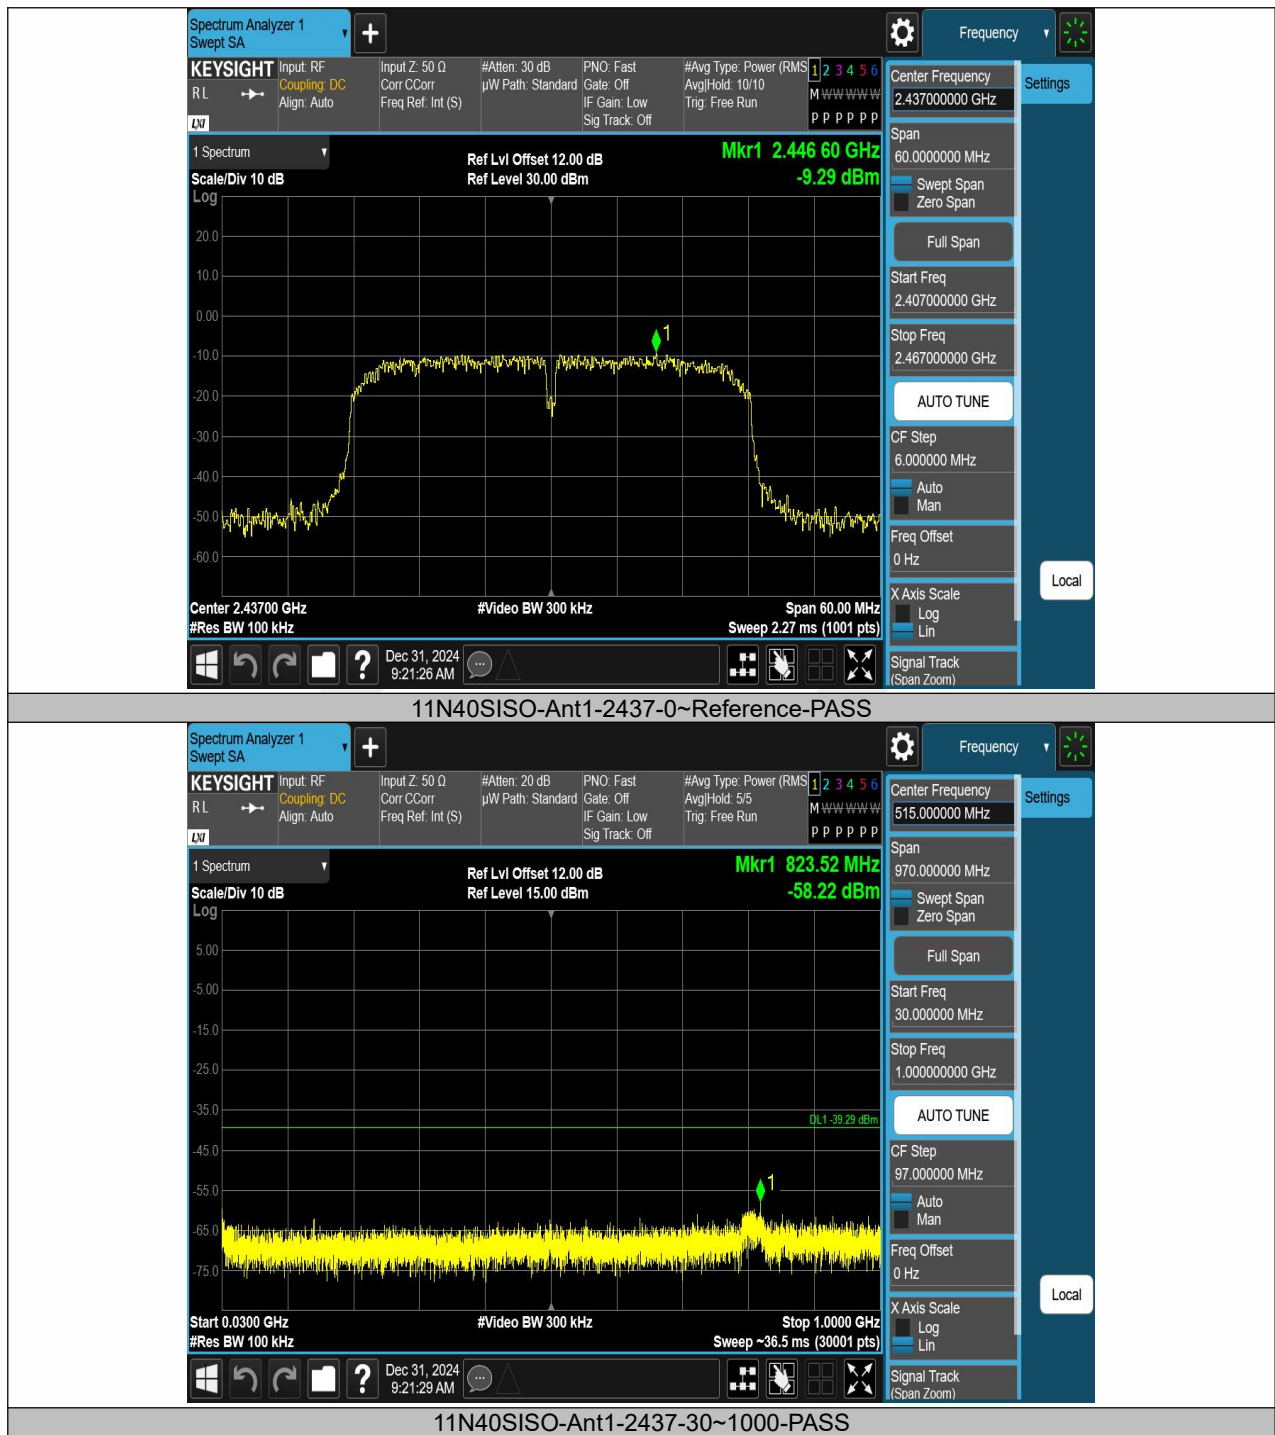 Spectrum Analyzer 1
Swept SA
+
Frequency
KEYSIGHT
RL
LXI
Input: RF
Coupling: DC
Align: Auto
Input Z: 50 Ω
Corr CCorr
Freq Ref: Int (S)
#Atten: 30 dB
µW Path: Standard
PNO: Fast
Gate: Off
IF Gain: Low
Sig Track: Off
#Avg Type: Power (RMS
Avg|Hold: 10/10
Trig: Free Run
1 2 3 4 5 6
M W W W W W
P P P P P P
1 Spectrum
Scale/Div 10 dB
Ref Lvl Offset 12.00 dB
Ref Level 30.00 dBm
Mkr1 2.446 60 GHz
-9.29 dBm
Log
20.0
10.0
0.00
-10.0
-20.0
-30.0
-40.0
-50.0
-60.0
1
Center 2.43700 GHz
#Video BW 300 kHz
Span 60.00 MHz
#Res BW 100 kHz
Sweep 2.27 ms (1001 pts)
?
Dec 31, 2024
9:21:26 AM
Center Frequency
2.437000000 GHz
Settings
Span
60.0000000 MHz
Swept Span
Zero Span
Full Span
Start Freq
2.407000000 GHz
Stop Freq
2.467000000 GHz
AUTO TUNE
CF Step
6.000000 MHz
Auto
Man
Freq Offset
0 Hz
Local
X Axis Scale
Log
Lin
Signal Track
(Span Zoom)
11N40SISO-Ant1-2437-0~Reference-PASS
Spectrum Analyzer 1
Swept SA
+
Frequency
KEYSIGHT
RL
LXI
Input: RF
Coupling: DC
Align: Auto
Input Z: 50 Ω
Corr CCorr
Freq Ref: Int (S)
#Atten: 20 dB
µW Path: Standard
PNO: Fast
Gate: Off
IF Gain: Low
Sig Track: Off
#Avg Type: Power (RMS
Avg|Hold: 5/5
Trig: Free Run
1 2 3 4 5 6
M W W W W W
P P P P P P
1 Spectrum
Scale/Div 10 dB
Ref Lvl Offset 12.00 dB
Ref Level 15.00 dBm
Mkr1 823.52 MHz
-58.22 dBm
Log
5.00
-5.00
-15.0
-25.0
-35.0
-45.0
-55.0
-65.0
-75.0
DL1 -39.29 dBm
1
Start 0.0300 GHz
#Video BW 300 kHz
Stop 1.0000 GHz
#Res BW 100 kHz
Sweep ~36.5 ms (30001 pts)
?
Dec 31, 2024
9:21:29 AM
Center Frequency
515.000000 MHz
Settings
Span
970.000000 MHz
Swept Span
Zero Span
Full Span
Start Freq
30.000000 MHz
Stop Freq
1.000000000 GHz
AUTO TUNE
CF Step
97.000000 MHz
Auto
Man
Freq Offset
0 Hz
Local
X Axis Scale
Log
Lin
Signal Track
(Span Zoom)
11N40SISO-Ant1-2437-30~1000-PASS